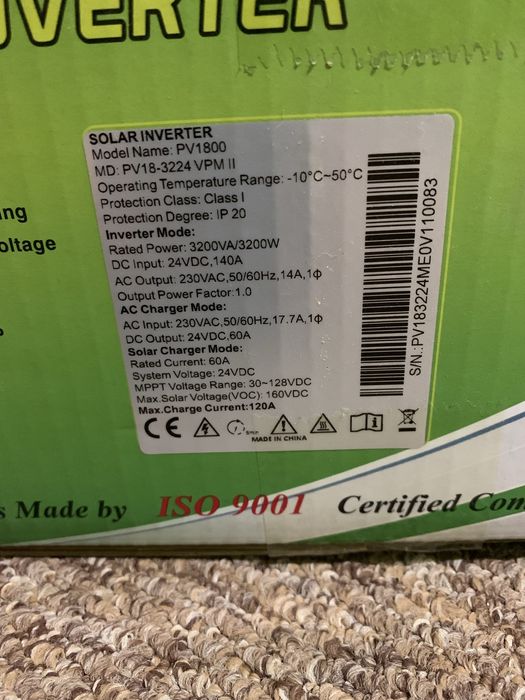 VERTER
SOLAR INVERTER
Model Name: PV1800
MD: PV18-3224 VPM II
Operating Temperature Range: -10°C~50°C
Protection Class: Class I
Protection Degree: IP 20
Inverter Mode:
Rated Power: 3200VA/3200W
DC Input: 24VDC,140A
AC Output: 230VAC,50/60Hz,14A,1ϕ
Output Power Factor:1.0
AC Charger Mode:
AC Input: 230VAC,50/60Hz,17.7A,1ϕ
DC Output: 24VDC,60A
Solar Charger Mode:
Rated Current: 60A
System Voltage: 24VDC
MPPT Voltage Range: 30~128VDC
Max.Solar Voltage(VOC): 160VDC
Max.Charge Current:120A
CE
MADE IN CHINA
S/N.:PV183224ME0V110083
ing
oltage
s Made by ISO 9001 Certified Com